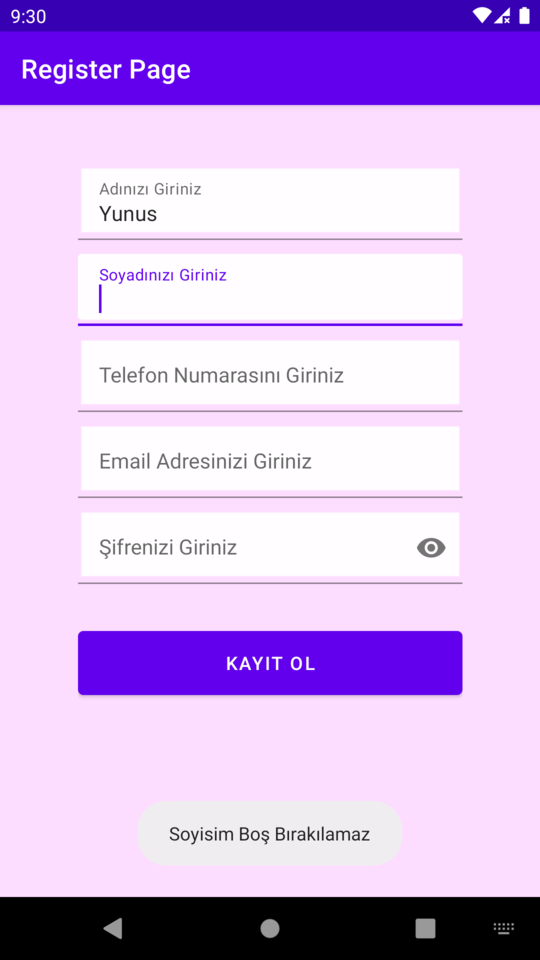 9:30
Register Page
Adınızı Giriniz
Yunus
Soyadınızı Giriniz
Telefon Numarasını Giriniz
Email Adresinizi Giriniz
Şifrenizi Giriniz
KAYIT OL
Soyisim Boş Bırakılamaz